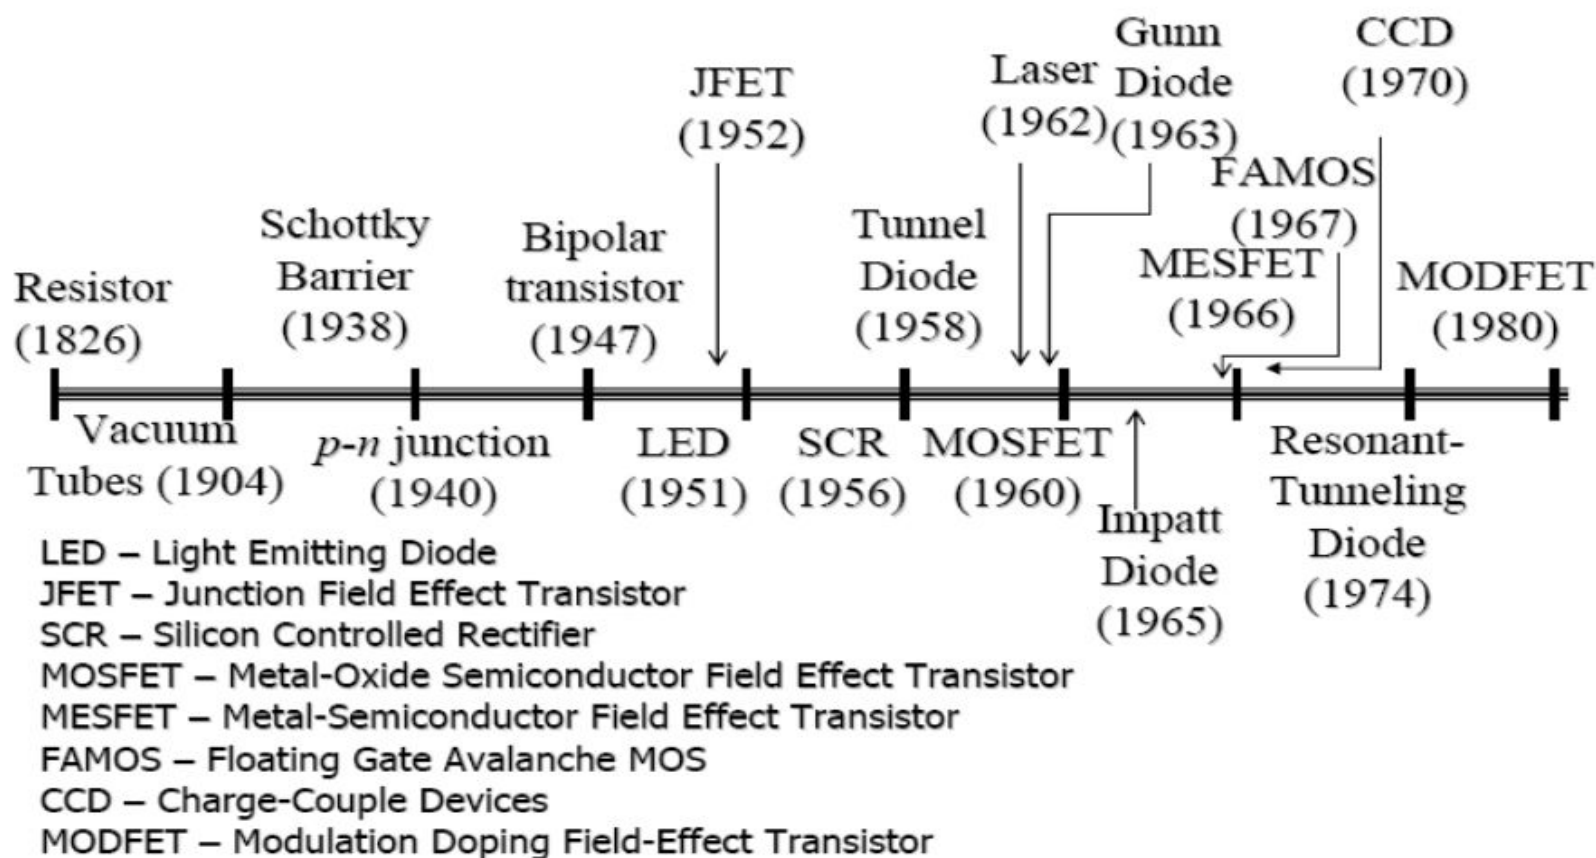 JFET
(1952)
Laser
(1962)
Gunn
Diode
(1963)
CCD
(1970)
FAMOS
(1967)
Resistor
(1826)
Schottky
Barrier
(1938)
Bipolar
transistor
(1947)
Tunnel
Diode
(1958)
MESFET
(1966)
MODFET
(1980)
Vacuum
Tubes (1904)
p-n junction
(1940)
LED
(1951)
SCR
(1956)
MOSFET
(1960)
Impatt
Diode
(1965)
Resonant-
Tunneling
Diode
(1974)
LED – Light Emitting Diode
JFET – Junction Field Effect Transistor
SCR – Silicon Controlled Rectifier
MOSFET – Metal-Oxide Semiconductor Field Effect Transistor
MESFET – Metal-Semiconductor Field Effect Transistor
FAMOS – Floating Gate Avalanche MOS
CCD – Charge-Couple Devices
MODFET – Modulation Doping Field-Effect Transistor